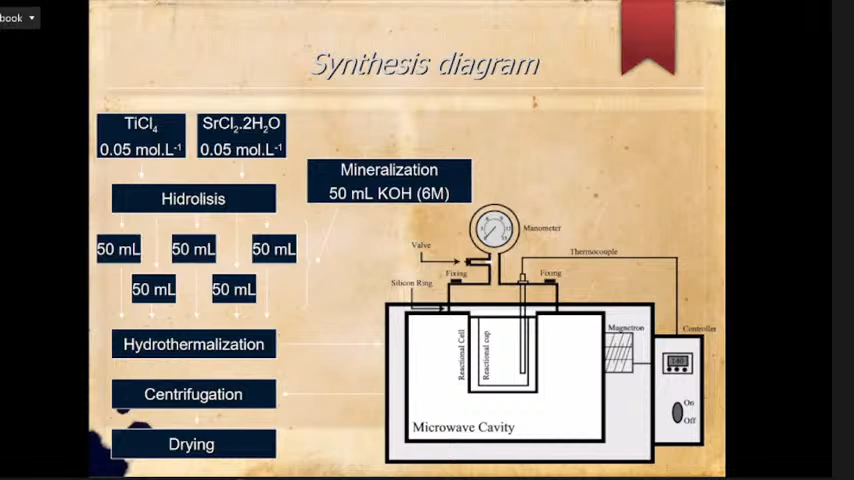 book
Synthesis diagram
TiCl₄
0.05 mol.L⁻¹
SrCl₂.2H₂O
0.05 mol.L⁻¹
Mineralization
50 mL KOH (6M)
Hidrolisis
50 mL
50 mL
50 mL
50 mL
50 mL
Hydrothermalization
Centrifugation
Drying
Manometer
Valve
Thermocouple
Fixing
Fixing
Silicon Ring
Reactional Cell
Reactional cup
Magnetron
Controller
140
On
Off
Microwave Cavity